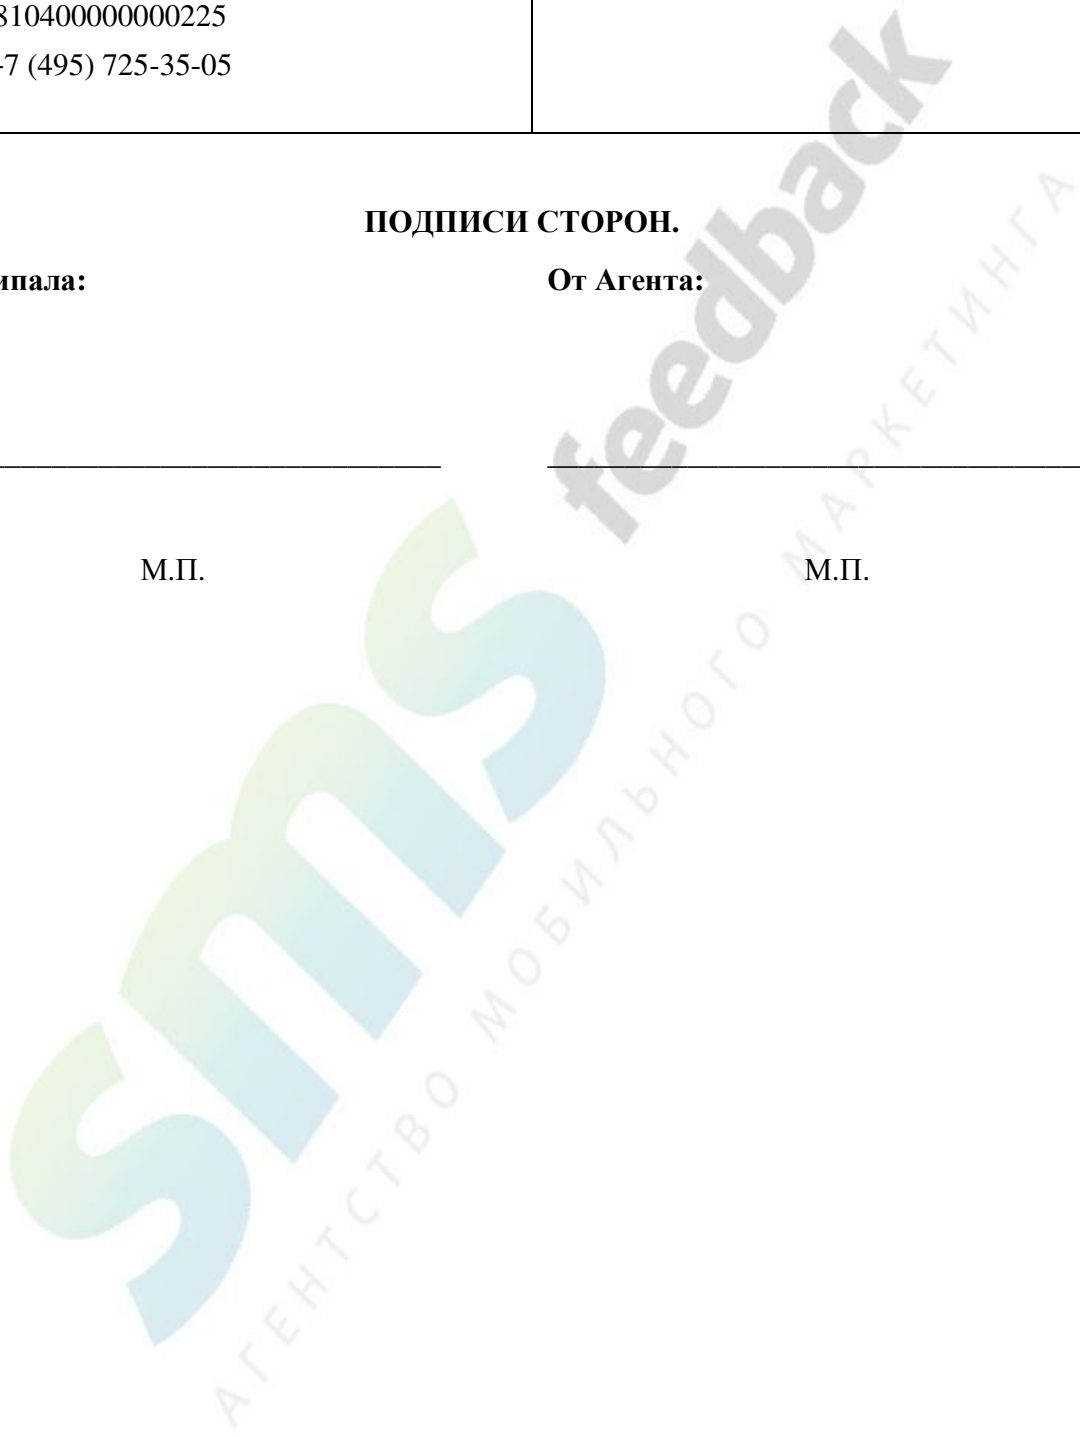 810400000000225
-7 (495) 725-35-05
ПОДПИСИ СТОРОН.
ипала:
От Агента:
М.П.
М.П.
sms feedback
АГЕНТСТВО МОБИЛЬНОГО МАРКЕТИНГА